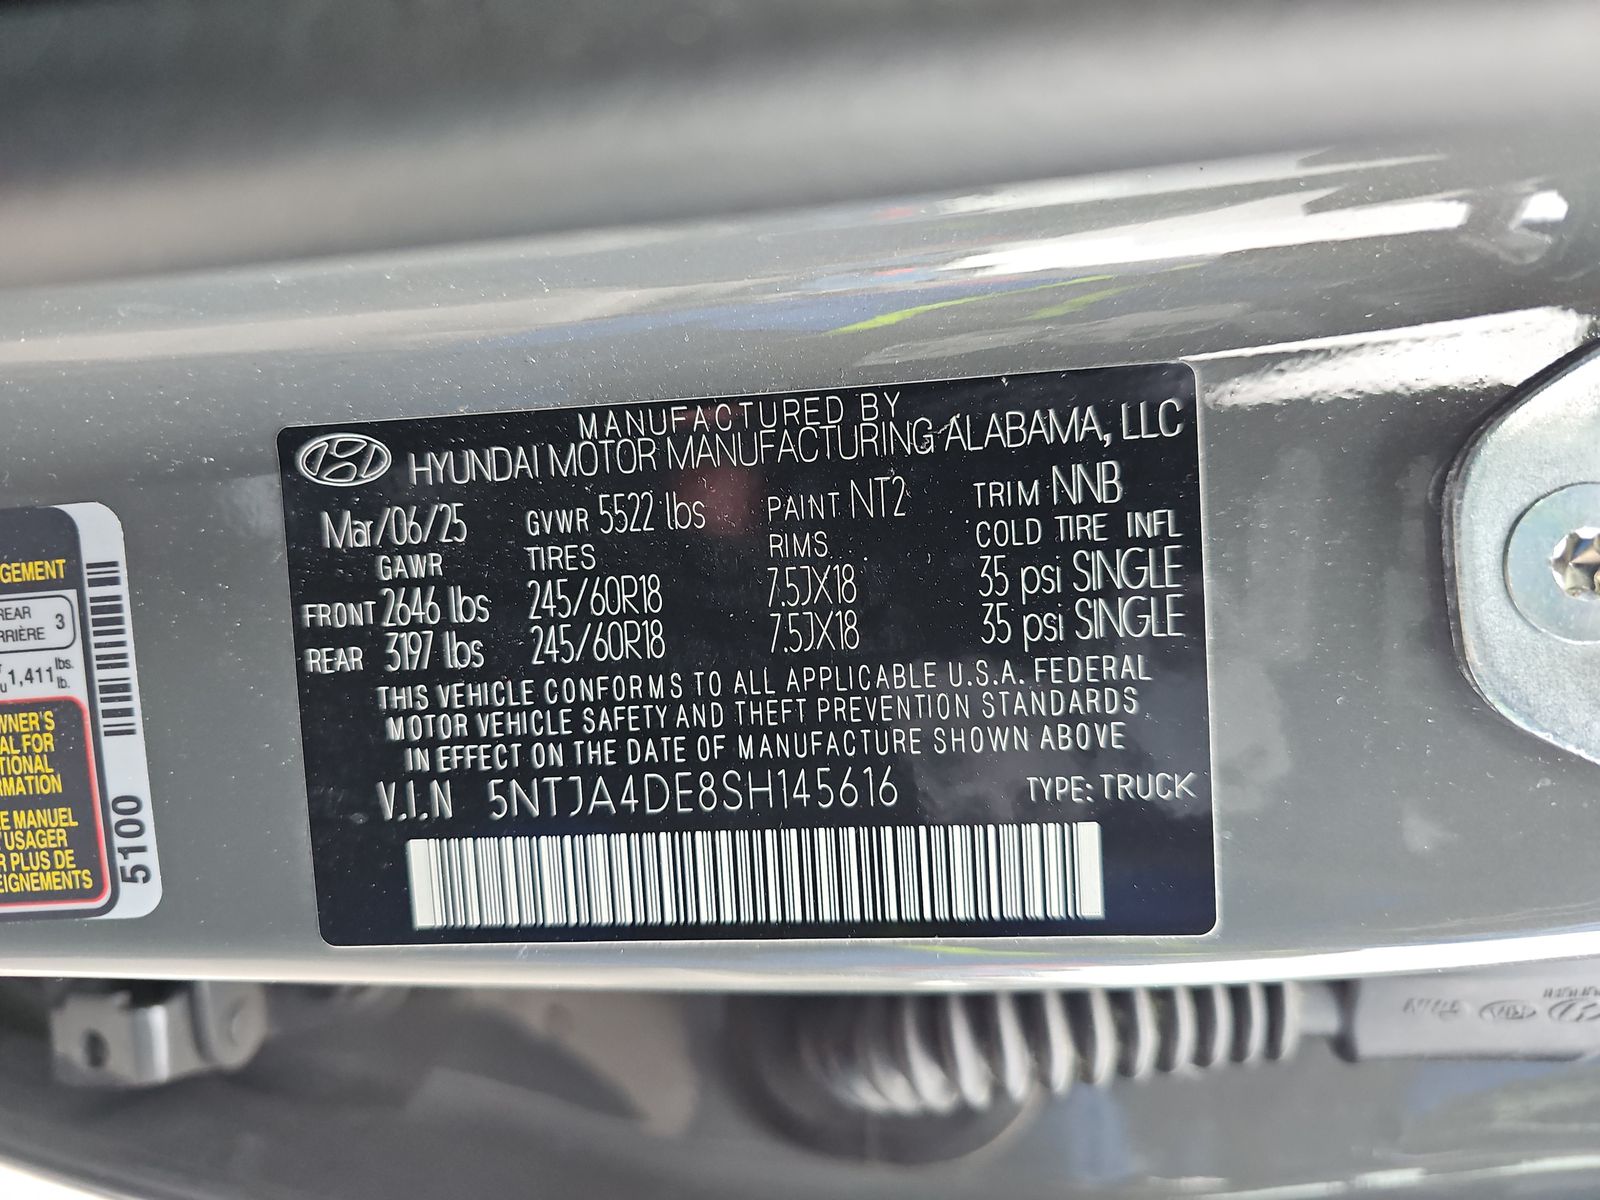 MANUFACTURED BY
HYUNDAI MOTOR MANUFACTURING ALABAMA, LLC
Mar/06/25 GVWR 5522 lbs PAINT NT2 TRIM NNB
GAWR TIRES RIMS COLD TIRE INFL
FRONT 2646 lbs 245/60R18 7.5JX18 35 psi SINGLE
REAR 3197 lbs 245/60R18 7.5JX18 35 psi SINGLE
THIS VEHICLE CONFORMS TO ALL APPLICABLE U.S.A. FEDERAL
MOTOR VEHICLE SAFETY AND THEFT PREVENTION STANDARDS
IN EFFECT ON THE DATE OF MANUFACTURE SHOWN ABOVE
V.I.N 5NTJA4DE8SH145616 TYPE: TRUCK
GEMENT
REAR 3
RRIÈRE
1,411 lbs.
lb.
WNER'S
AL FOR
TIONAL
RMATION
E MANUEL
USAGER
R PLUS DE
EIGNEMENTS
5100